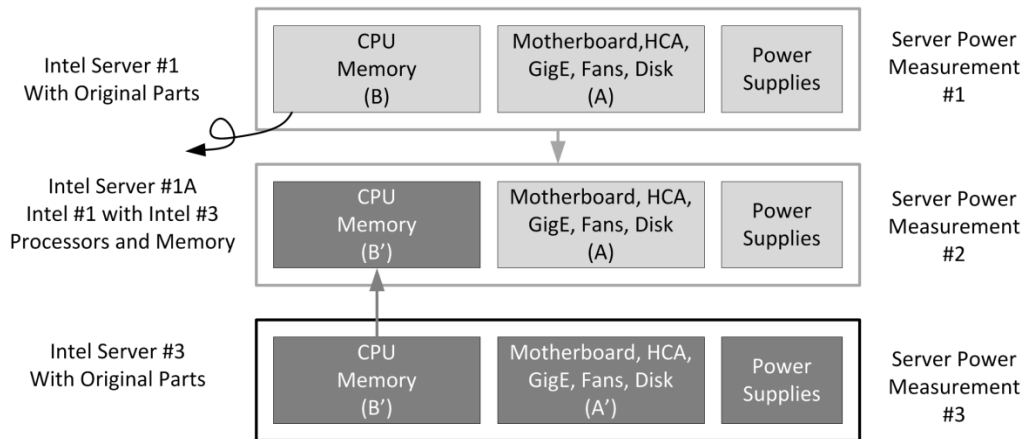 Intel Server #1
With Original Parts
CPU
Memory
(B)
Motherboard,HCA,
GigE, Fans, Disk
(A)
Power
Supplies
Server Power
Measurement
#1
Intel Server #1A
Intel #1 with Intel #3
Processors and Memory
CPU
Memory
(B’)
Motherboard, HCA,
GigE, Fans, Disk
(A)
Power
Supplies
Server Power
Measurement
#2
Intel Server #3
With Original Parts
CPU
Memory
(B’)
Motherboard, HCA,
GigE, Fans, Disk
(A’)
Power
Supplies
Server Power
Measurement
#3